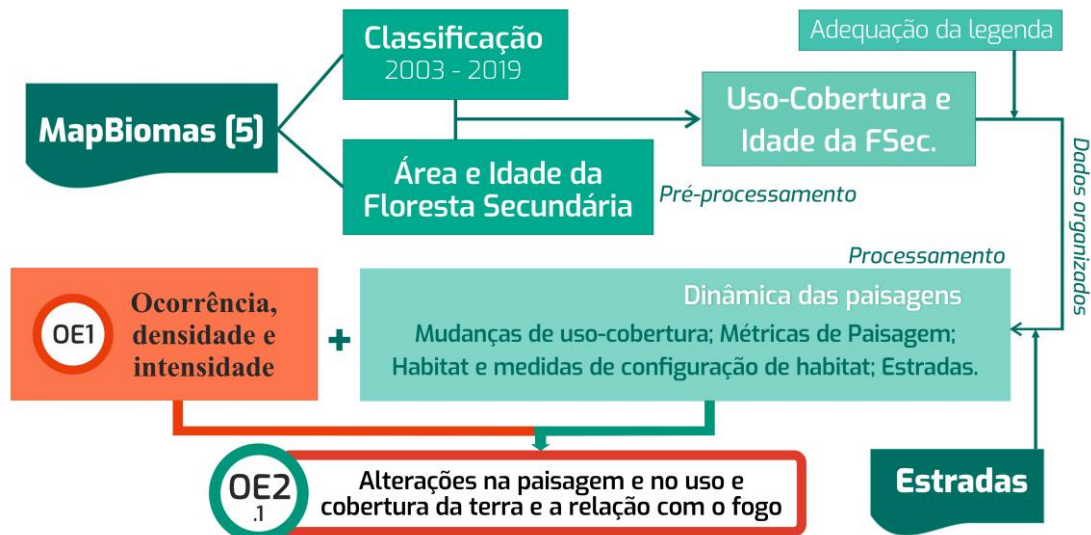 Classificação
2003 - 2019
Adequação da legenda
MapBiomas (5)
Uso-Cobertura e
Idade da FSec.
Área e Idade da
Floresta Secundária
Pré-processamento
Dados organizados
Processamento
OE1
Ocorrência,
densidade e
intensidade
+
Dinâmica das paisagens
Mudanças de uso-cobertura; Métricas de Paisagem;
Habitat e medidas de configuração de habitat; Estradas.
OE2
.1
Alterações na paisagem e no uso e
cobertura da terra e a relação com o fogo
Estradas